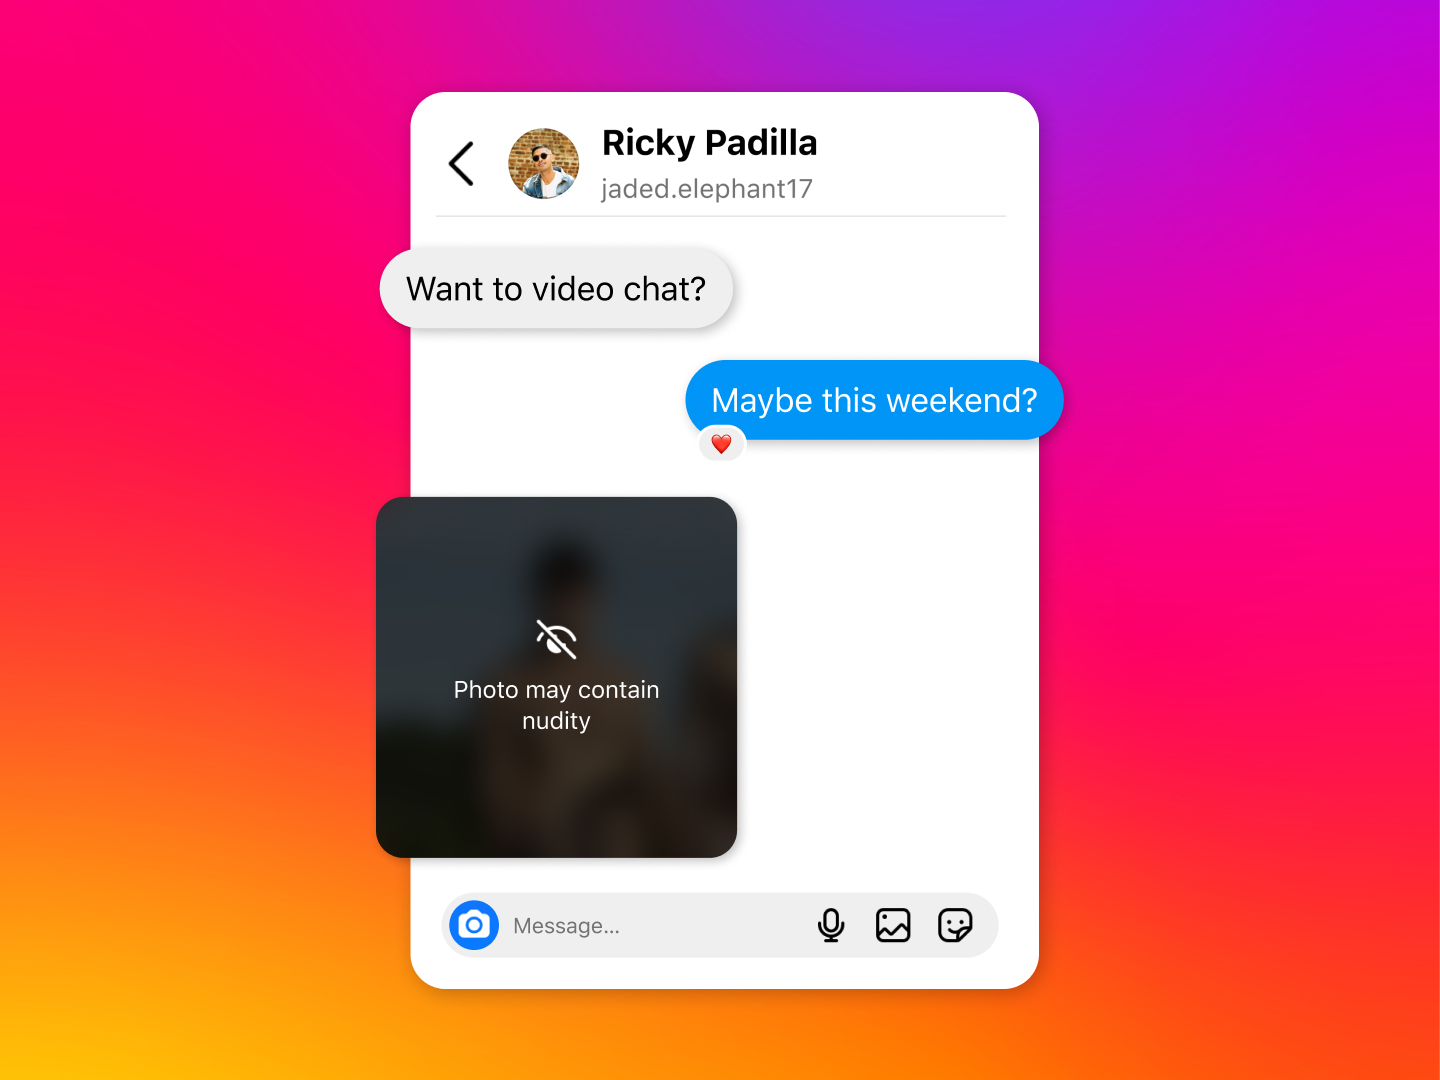 Ricky Padilla
jaded.elephant17
Want to video chat?
Maybe this weekend?
Photo may contain
nudity
Message...